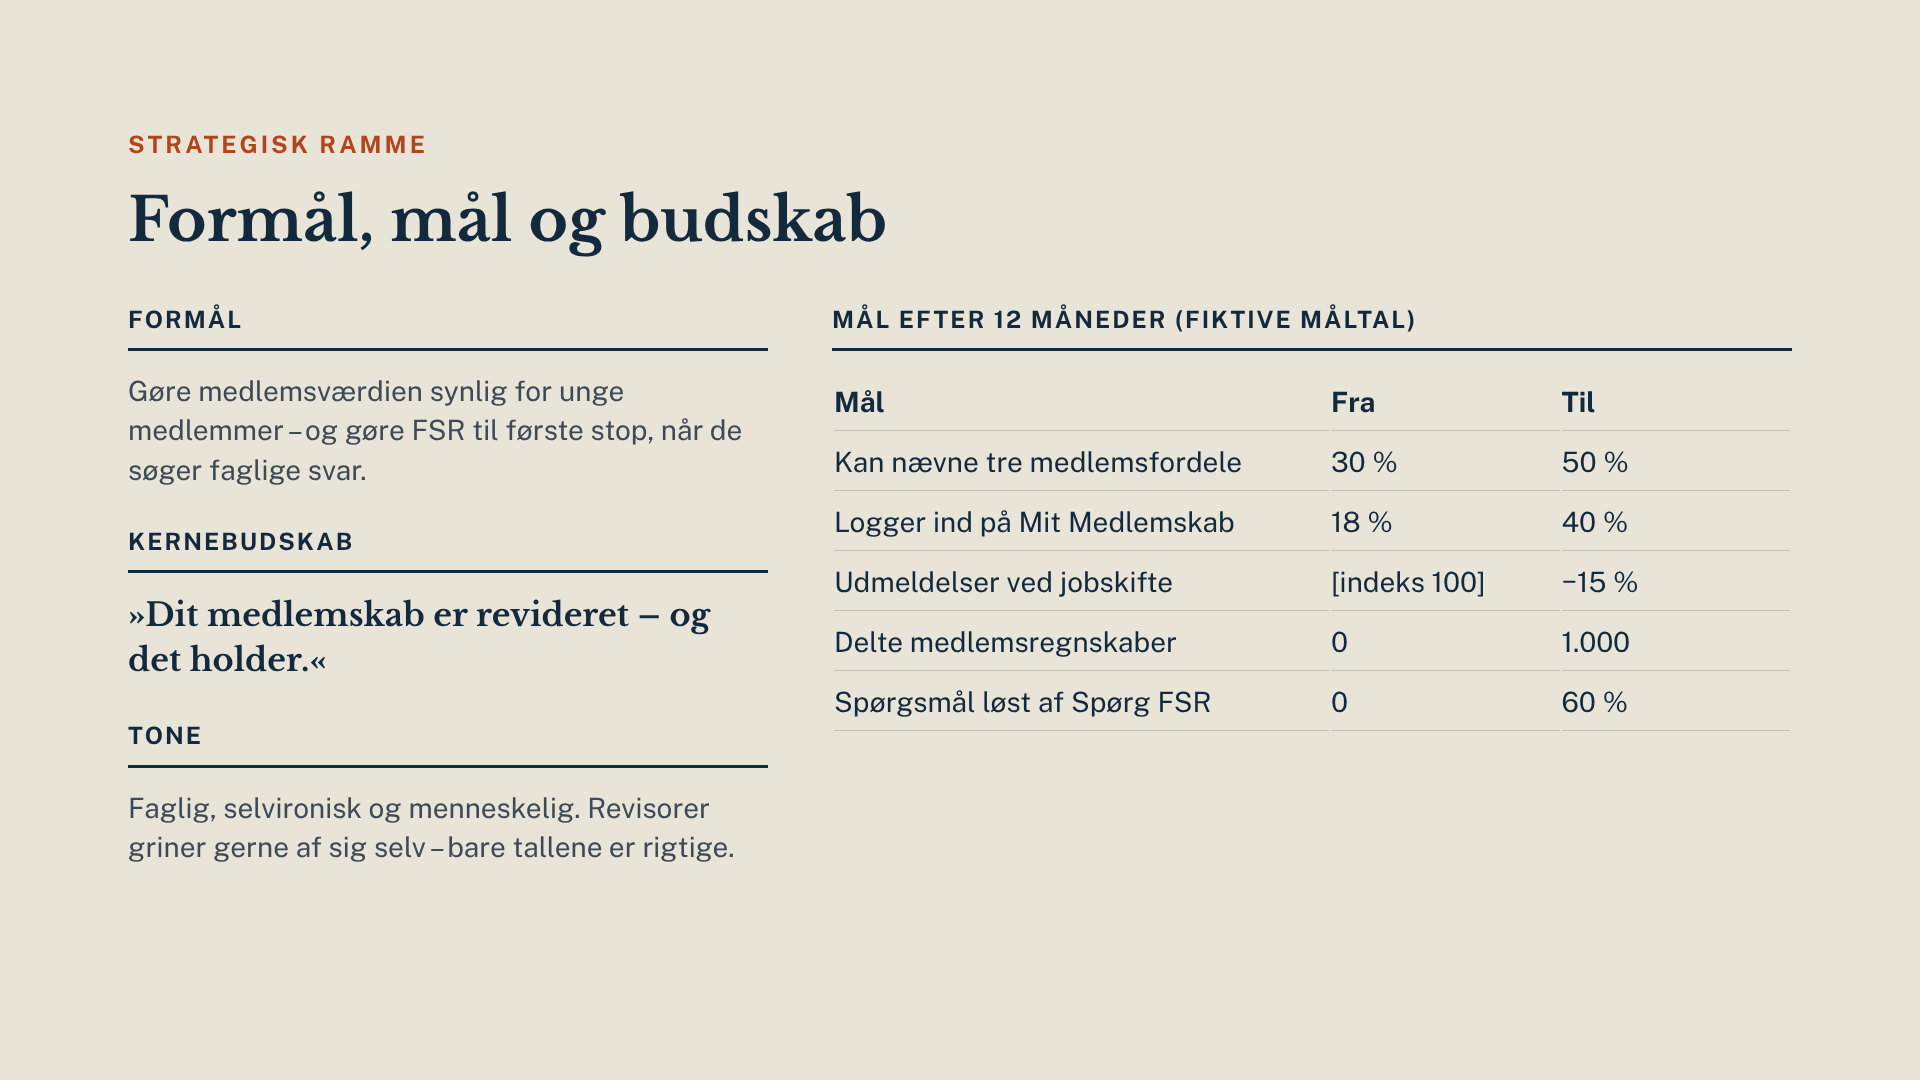 STRATEGISK RAMME
Formål, mål og budskab
FORMÅL
Gøre medlemsværdien synlig for unge
medlemmer – og gøre FSR til første stop, når de
søger faglige svar.
KERNEBUDSKAB
»Dit medlemskab er revideret – og
det holder.«
TONE
Faglig, selvironisk og menneskelig. Revisorer
griner gerne af sig selv – bare tallene er rigtige.
MÅL EFTER 12 MÅNEDER (FIKTIVE MÅLTAL)
Mål Fra Til
Kan nævne tre medlemsfordele 30 % 50 %
Logger ind på Mit Medlemskab 18 % 40 %
Udmeldelser ved jobskifte [indeks 100] −15 %
Delte medlemsregnskaber 0 1.000
Spørgsmål løst af Spørg FSR 0 60 %